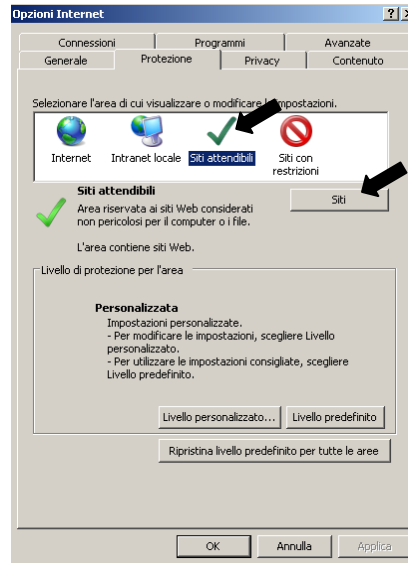 Opzioni Internet
Connessioni Programmi Avanzate
Generale Protezione Privacy Contenuto
Selezionare l'area di cui visualizzare o modificare le impostazioni.
Internet Intranet locale Siti attendibili Siti con
restrizioni
Siti attendibili
Siti
Area riservata ai siti Web considerati
non pericolosi per il computer o i file.
L'area contiene siti Web.
Livello di protezione per l'area
Personalizzata
Impostazioni personalizzate.
- Per modificare le impostazioni, scegliere Livello
personalizzato.
- Per utilizzare le impostazioni consigliate, scegliere
Livello predefinito.
Livello personalizzato... Livello predefinito
Ripristina livello predefinito per tutte le aree
OK Annulla Applica